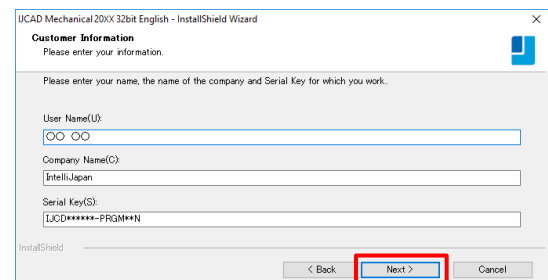 IJCAD Mechanical 20XX 32bit English - InstallShield Wizard
Customer Information
Please enter your information.
Please enter your name, the name of the company and Serial Key for which you work.
User Name(U):
〇〇 〇〇
Company Name(C):
IntelliJapan
Serial Key(S):
IJCD******-PRGM**N
InstallShield
< Back
Next >
Cancel